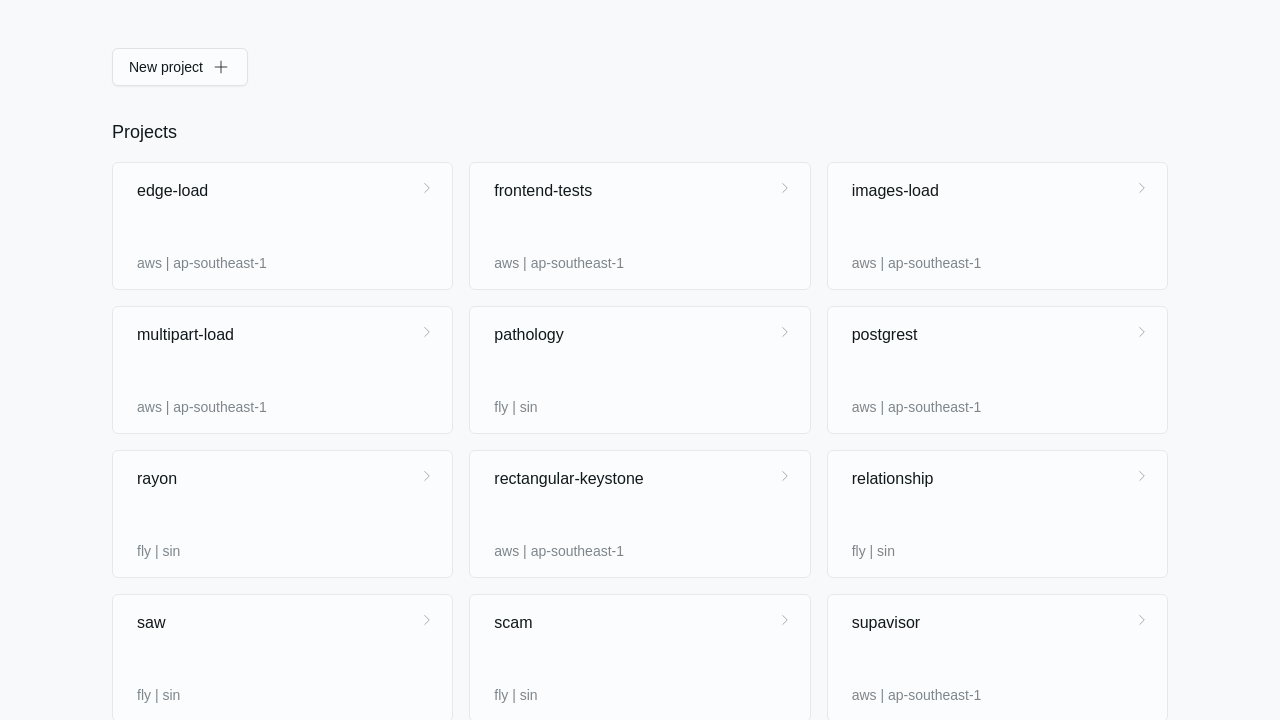 New project
Projects
edge-load
aws | ap-southeast-1
frontend-tests
aws | ap-southeast-1
images-load
aws | ap-southeast-1
multipart-load
aws | ap-southeast-1
pathology
fly | sin
postgrest
aws | ap-southeast-1
rayon
fly | sin
rectangular-keystone
aws | ap-southeast-1
relationship
fly | sin
saw
fly | sin
scam
fly | sin
supavisor
aws | ap-southeast-1